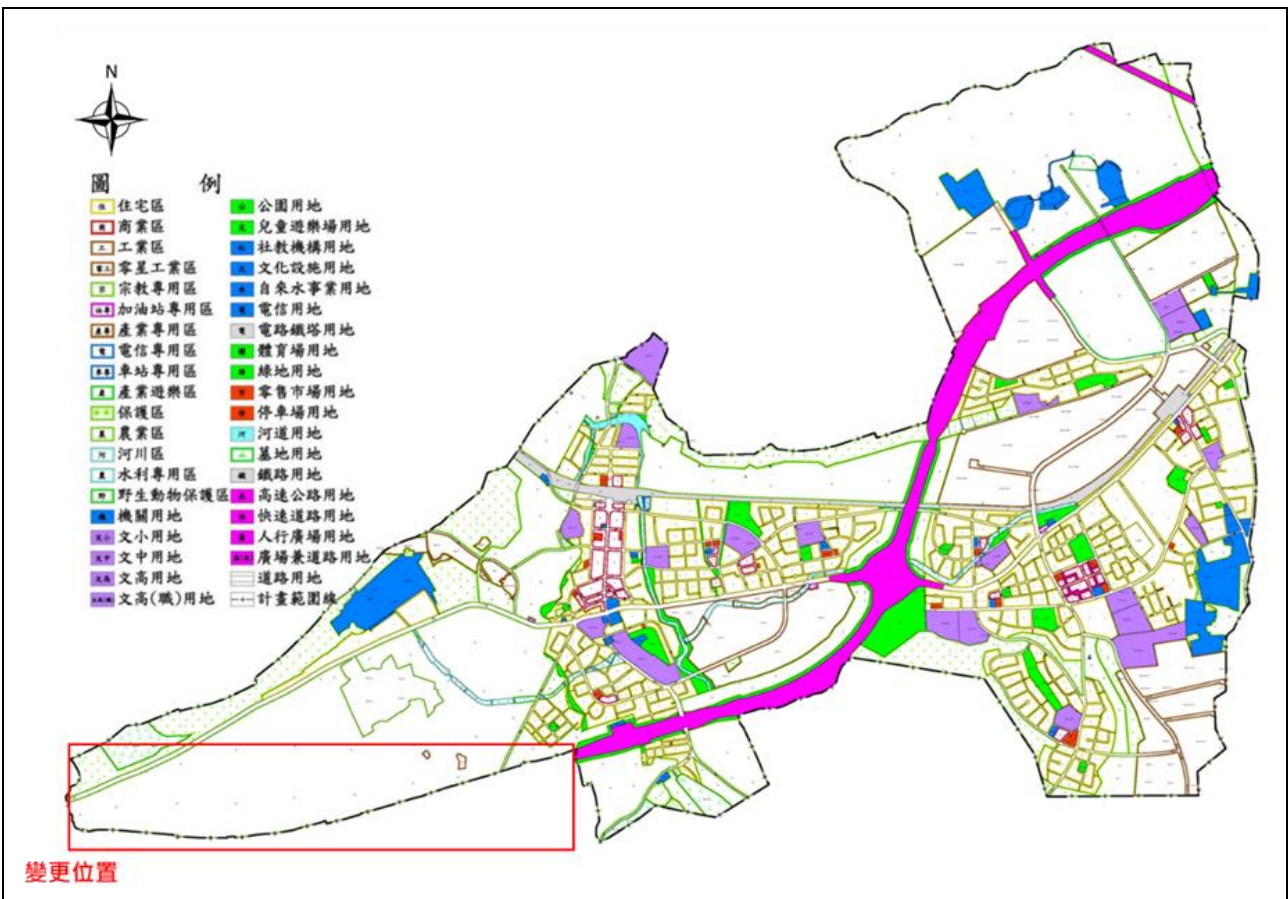 N
圖 例
住宅區
商業區
工業區
零星工業區
宗教專用區
加油站專用區
產業專用區
電信專用區
車站專用區
產業遊樂區
保護區
農業區
河川區
水利專用區
野生動物保護區
機關用地
文小用地
文中用地
文高用地
文高(職)用地
公園用地
兒童遊樂場用地
社教機構用地
文化設施用地
自來水事業用地
電信用地
電路鐵塔用地
體育場用地
綠地用地
零售市場用地
停車場用地
河道用地
墓地用地
鐵路用地
高速公路用地
快速道路用地
人行廣場用地
廣場兼道路用地
道路用地
計畫範圍線
變更位置